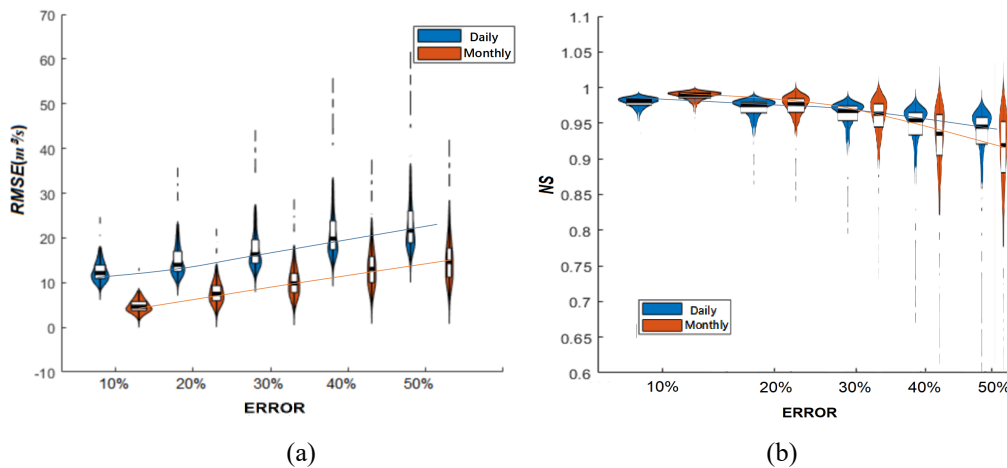 70
60
50
40
30
20
10
0
-10
RMSE(m³/s)
Daily
Monthly
10% 20% 30% 40% 50%
ERROR
(a)
1.1
1.05
1
0.95
0.9
0.85
0.8
0.75
0.7
0.65
0.6
NS
Daily
Monthly
10% 20% 30% 40% 50%
ERROR
(b)